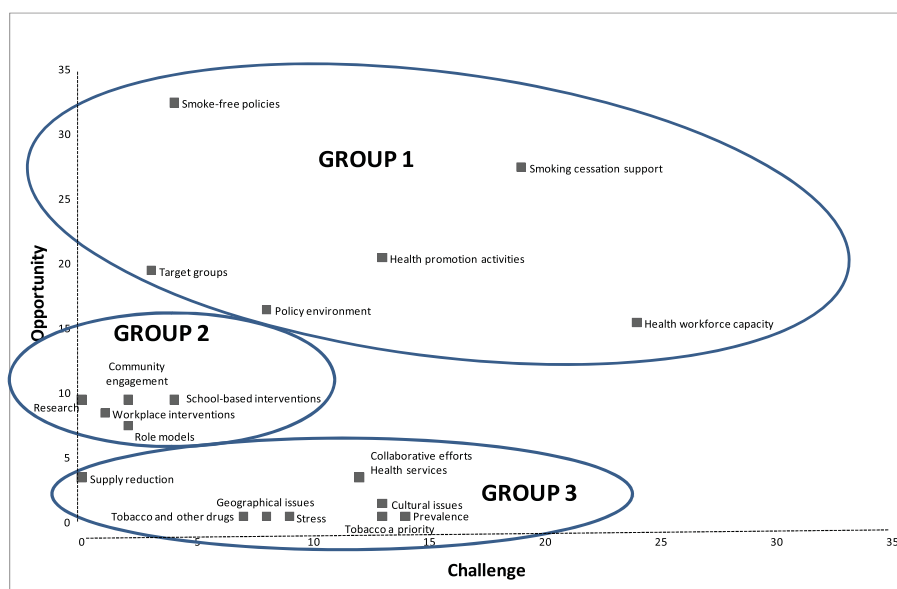 35
Smoke-free policies
30
GROUP 1
Smoking cessation support
25
Opportunity
20
Health promotion activities
Target groups
Policy environment
15
Health workforce capacity
GROUP 2
Community
engagement
10
School-based interventions
Research
Workplace interventions
Role models
5
Collaborative efforts
Health services
Supply reduction
GROUP 3
Geographical issues
Cultural issues
Tobacco and other drugs
Stress
Prevalence
0
Tobacco a priority
0 5 10 15 20 25 30 35
Challenge